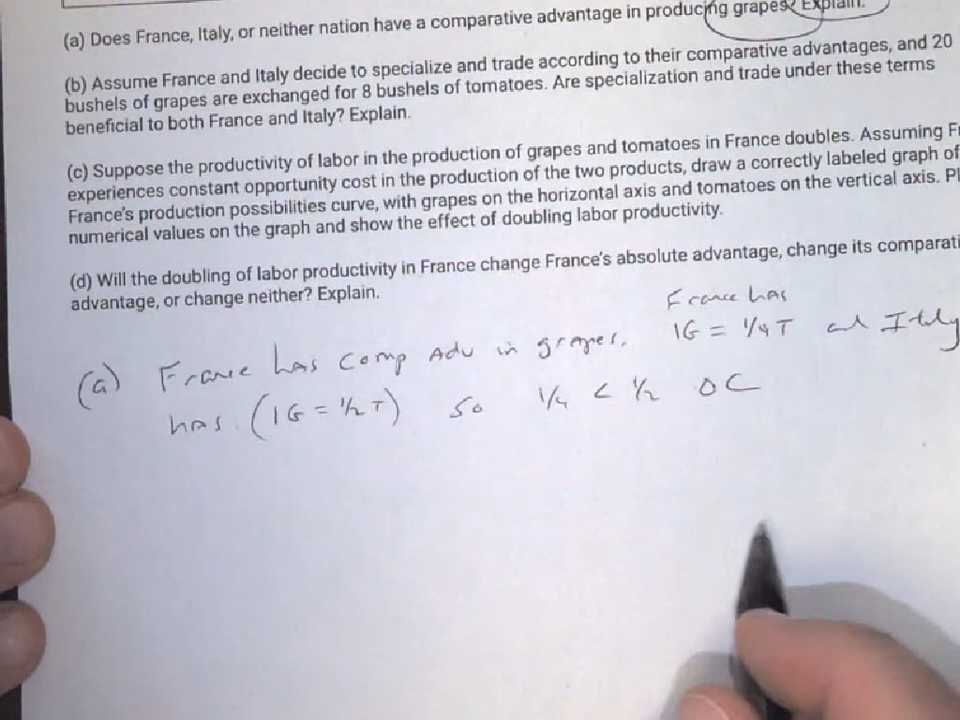 (a) Does France, Italy, or neither nation have a comparative advantage in producing grapes? Explain.
(b) Assume France and Italy decide to specialize and trade according to their comparative advantages, and 20
bushels of grapes are exchanged for 8 bushels of tomatoes. Are specialization and trade under these terms
beneficial to both France and Italy? Explain.
(c) Suppose the productivity of labor in the production of grapes and tomatoes in France doubles. Assuming F
experiences constant opportunity cost in the production of the two products, draw a correctly labeled graph of
France's production possibilities curve, with grapes on the horizontal axis and tomatoes on the vertical axis. Pl
numerical values on the graph and show the effect of doubling labor productivity.
(d) Will the doubling of labor productivity in France change France's absolute advantage, change its comparati
advantage, or change neither? Explain.
France has
(a) France has comp Adv in grapes. 1G = 1/4 T and Italy
has (1G = 1/2 T) so 1/4 < 1/2 OC